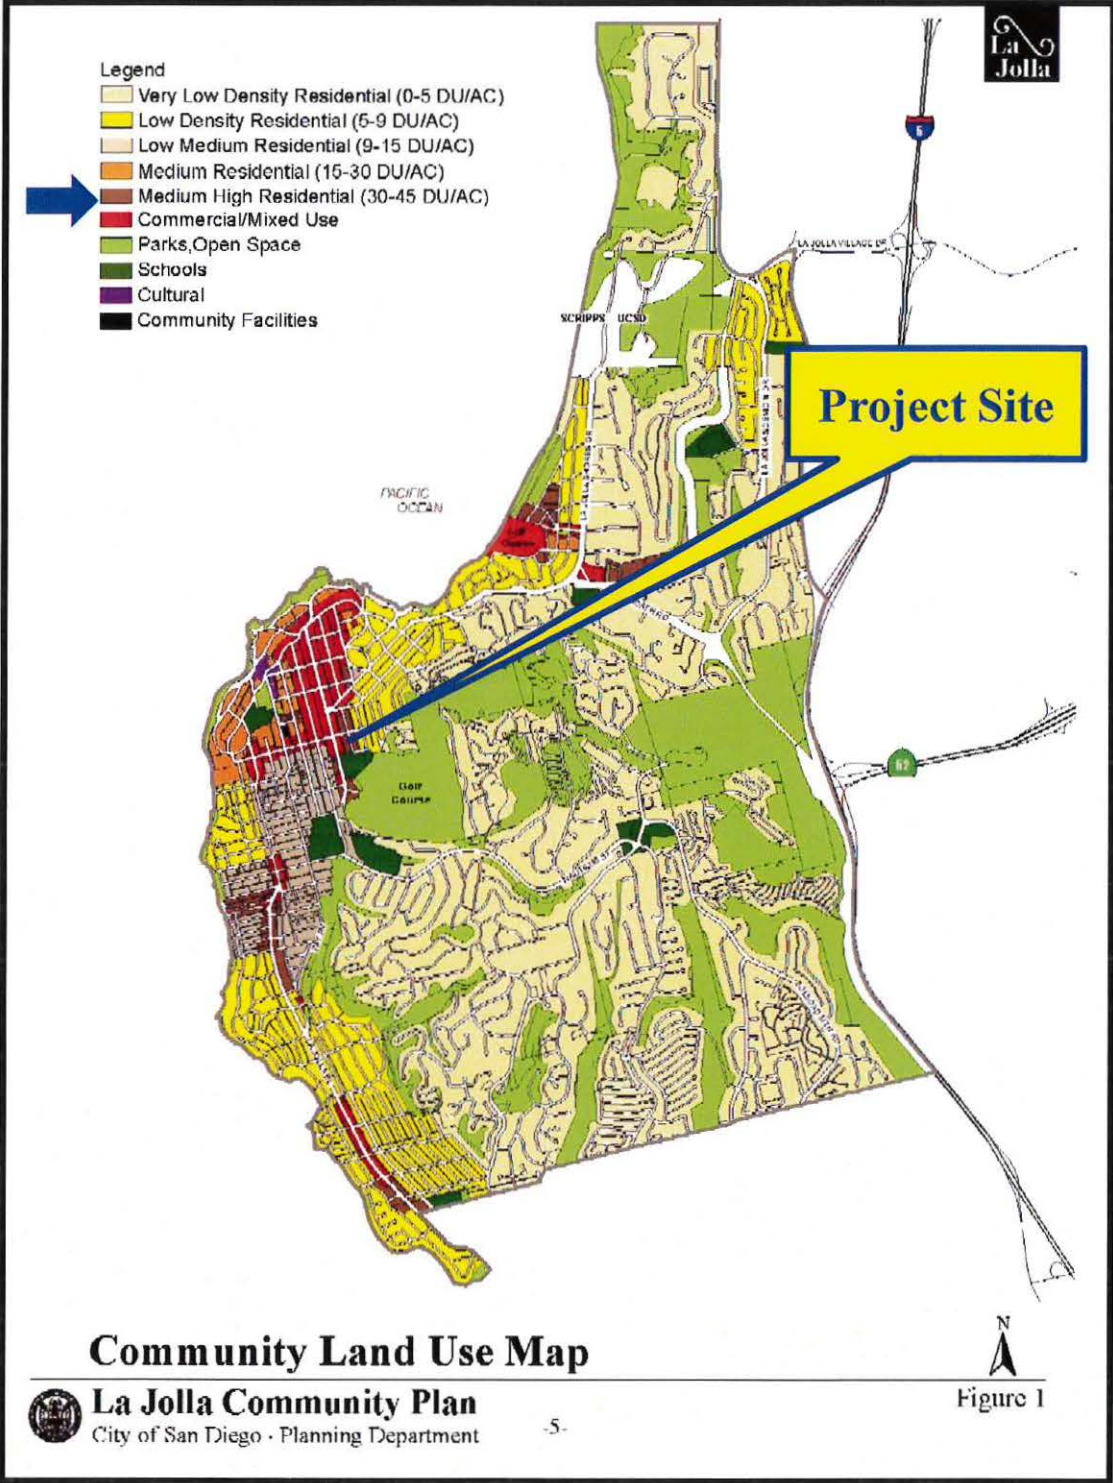 La
Jolla
Legend
Very Low Density Residential (0-5 DU/AC)
Low Density Residential (5-9 DU/AC)
Low Medium Residential (9-15 DU/AC)
Medium Residential (15-30 DU/AC)
Medium High Residential (30-45 DU/AC)
Commercial/Mixed Use
Parks,Open Space
Schools
Cultural
Community Facilities
5
LA JOLLA VILLAGE DR
SCRIPPS UCSD
Project Site
LA JOLLA SHORES DR
PACIFIC
OCEAN
52
Golf
Course
Community Land Use Map
N
La Jolla Community Plan
City of San Diego · Planning Department
-5-
Figure 1